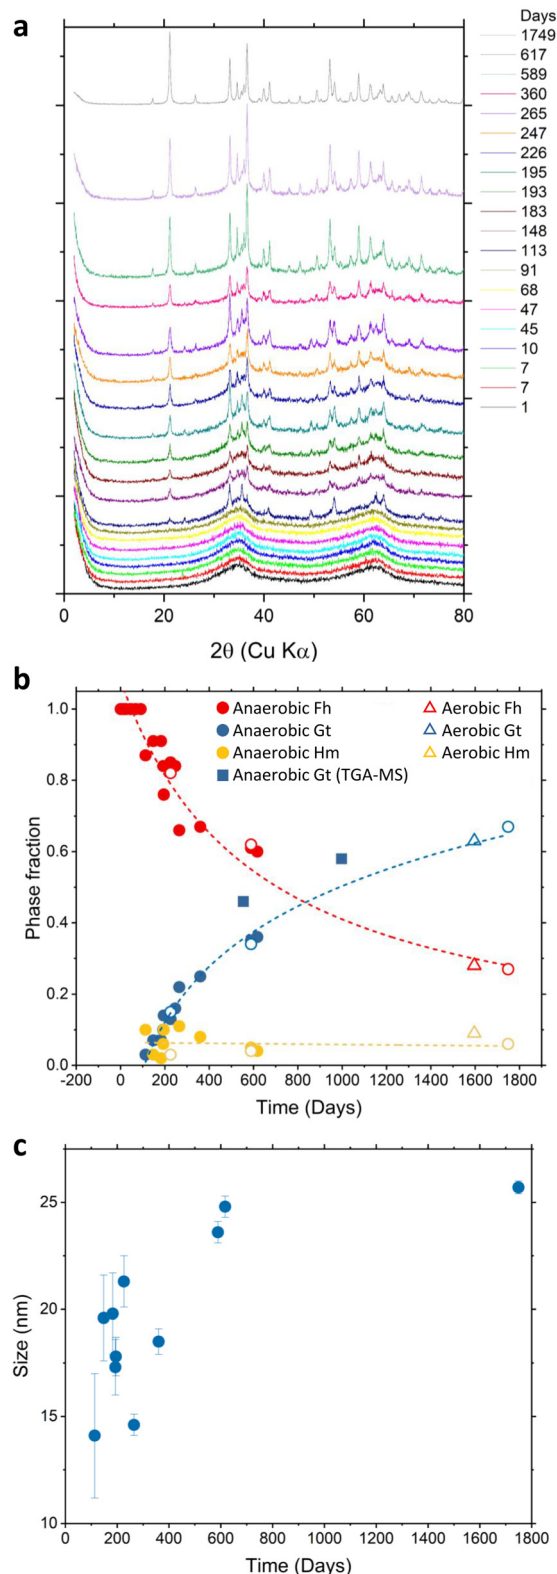 a
Days
1749
617
589
360
265
247
226
195
193
183
148
113
91
68
47
45
10
7
7
1
0 20 40 60 80
2θ (Cu Kα)
b
Anaerobic Fh
Aerobic Fh
Anaerobic Gt
Aerobic Gt
Anaerobic Hm
Aerobic Hm
Anaerobic Gt (TGA-MS)
Phase fraction
1.0
0.8
0.6
0.4
0.2
0.0
-200 0 200 400 600 800 1000 1200 1400 1600 1800
Time (Days)
c
Size (nm)
25
20
15
10
0 200 400 600 800 1000 1200 1400 1600 1800
Time (Days)